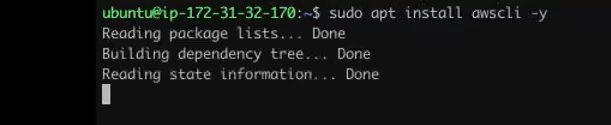 ubuntu@ip-172-31-32-170:~$ sudo apt install awscli -y
Reading package lists... Done
Building dependency tree... Done
Reading state information... Done